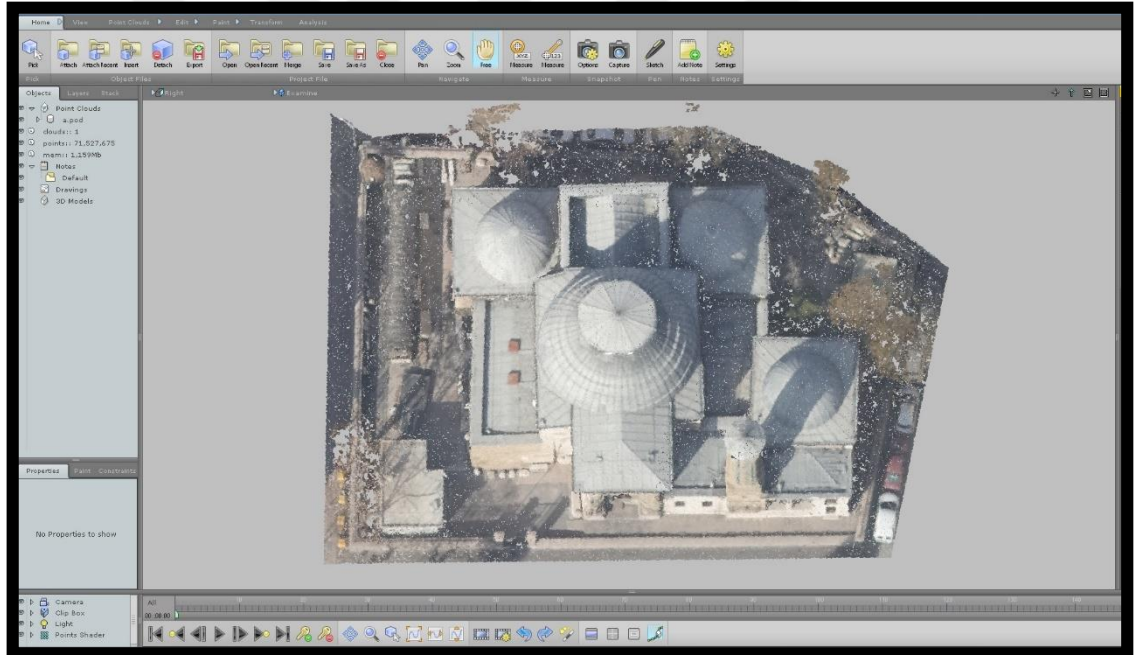 Home View Point Clouds Edit Paint Transform Analysis
Pick Attach Attach Recent Insert Detach Export Open Open Recent Merge Save Save As Close Pan Zoom Free Measure Measure Options Capture Sketch Add Note Settings
Pick Object Files Project File Navigate Measure Snapshot Pen Notes Settings
Objects Layers Stack Right Examine
Point Clouds
a.pod
clouds:: 1
points:: 71,527,675
mem:: 1,159Mb
Notes
Default
Drawings
3D Models
Properties Paint Constraints
No Properties to show
Camera
Clip Box
Light
Points Shader
All
00:00:00